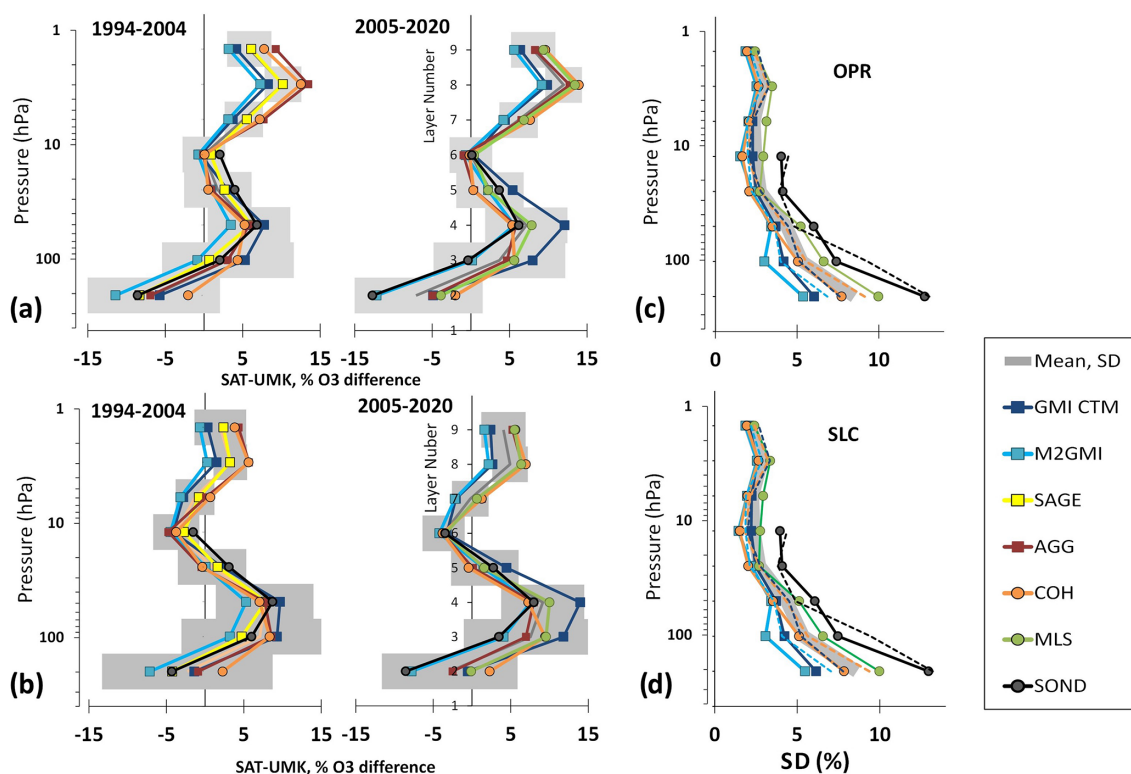 1994-2004
2005-2020
1
10
100
Pressure (hPa)
Layer Number
9
8
7
6
5
4
3
2
1
(a)
-15
-5
5
15
-15
-5
5
15
SAT-UMK, % O3 difference
1
10
100
Pressure (hPa)
OPR
(c)
0
5
10
1994-2004
2005-2020
1
10
100
Pressure (hPa)
Layer Nuber
9
8
7
6
5
4
3
2
1
(b)
-15
-5
5
15
-15
-5
5
15
SAT-UMK, % O3 difference
1
10
100
Pressure (hPa)
SLC
(d)
0
5
10
SD (%)
Mean, SD
GMI CTM
M2GMI
SAGE
AGG
COH
MLS
SOND